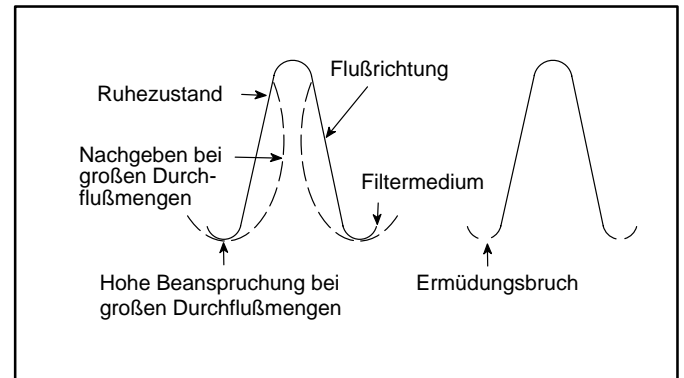 Flußrichtung
Ruhezustand
Nachgeben bei
großen Durch-
flußmengen
Filtermedium
Hohe Beanspruchung bei
großen Durchflußmengen
Ermüdungsbruch